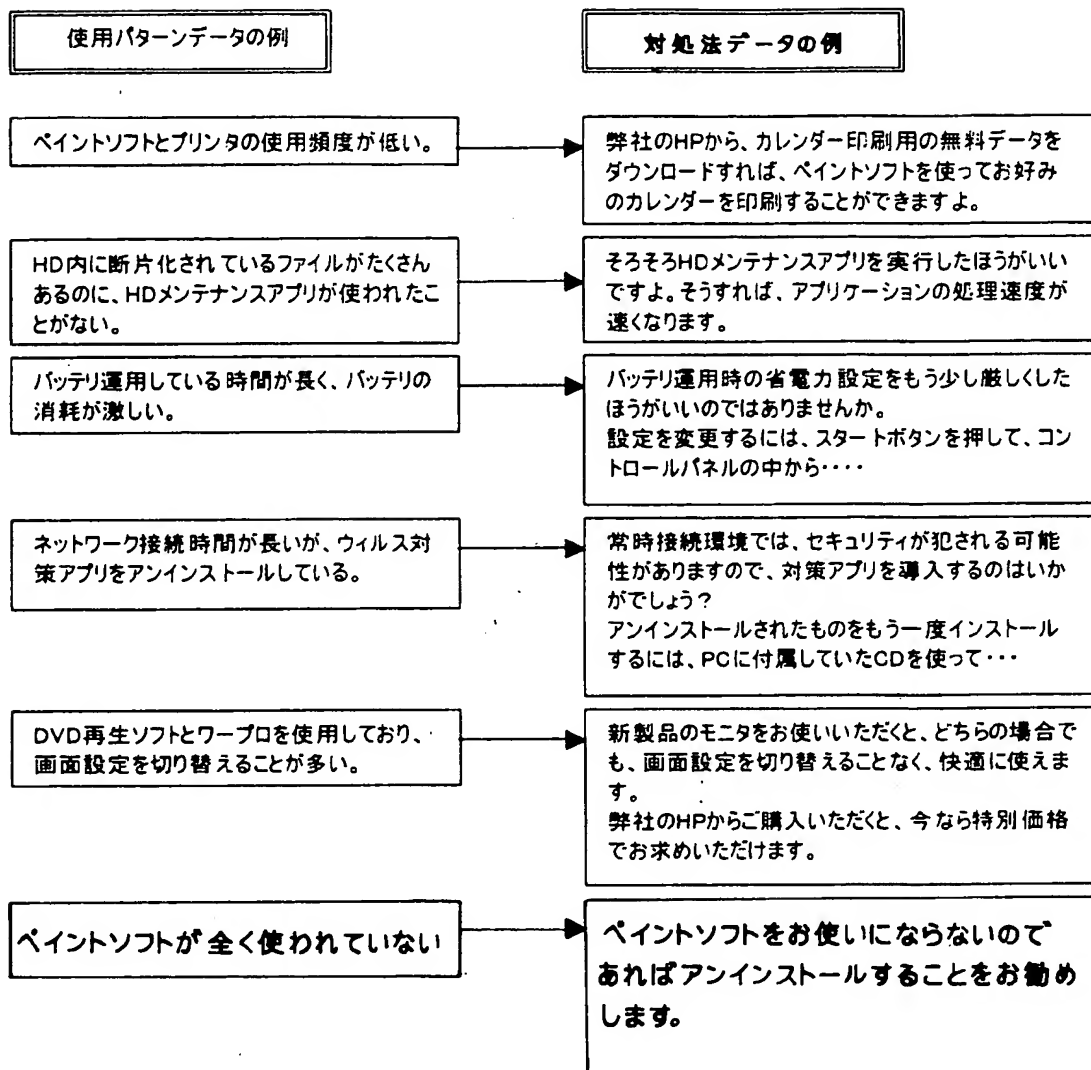 使用パターンデータの例
対処法データの例
ペイントソフトとプリンタの使用頻度が低い。
弊社のHPから、カレンダー印刷用の無料データを
ダウンロードすれば、ペイントソフトを使ってお好み
のカレンダーを印刷することができますよ。
HD内に断片化されているファイルがたくさん
あるのに、HDメンテナンスアプリが使われたこ
とがない。
そろそろHDメンテナンスアプリを実行したほうがいい
ですよ。そうすれば、アプリケーションの処理速度が
速くなります。
バッテリ運用している時間が長く、バッテリの
消耗が激しい。
バッテリ運用時の省電力設定をもう少し厳しくした
ほうがいいのではありませんか。
設定を変更するには、スタートボタンを押して、コン
トロールパネルの中から････
ネットワーク接続時間が長いが、ウィルス対
策アプリをアンインストールしている。
常時接続環境では、セキュリティが犯される可能
性がありますので、対策アプリを導入するのはいか
がでしょう？
アンインストールされたものをもう一度インストール
するには、PCに付属していたCDを使って･･･
DVD再生ソフトとワープロを使用しており、
画面設定を切り替えることが多い。
新製品のモニタをお使いいただくと、どちらの場合で
も、画面設定を切り替えることなく、快適に使えま
す。
弊社のHPからご購入いただくと、今なら特別価格
でお求めいただけます。
ペイントソフトが全く使われていない
ペイントソフトをお使いにならないので
あればアンインストールすることをお勧め
します。